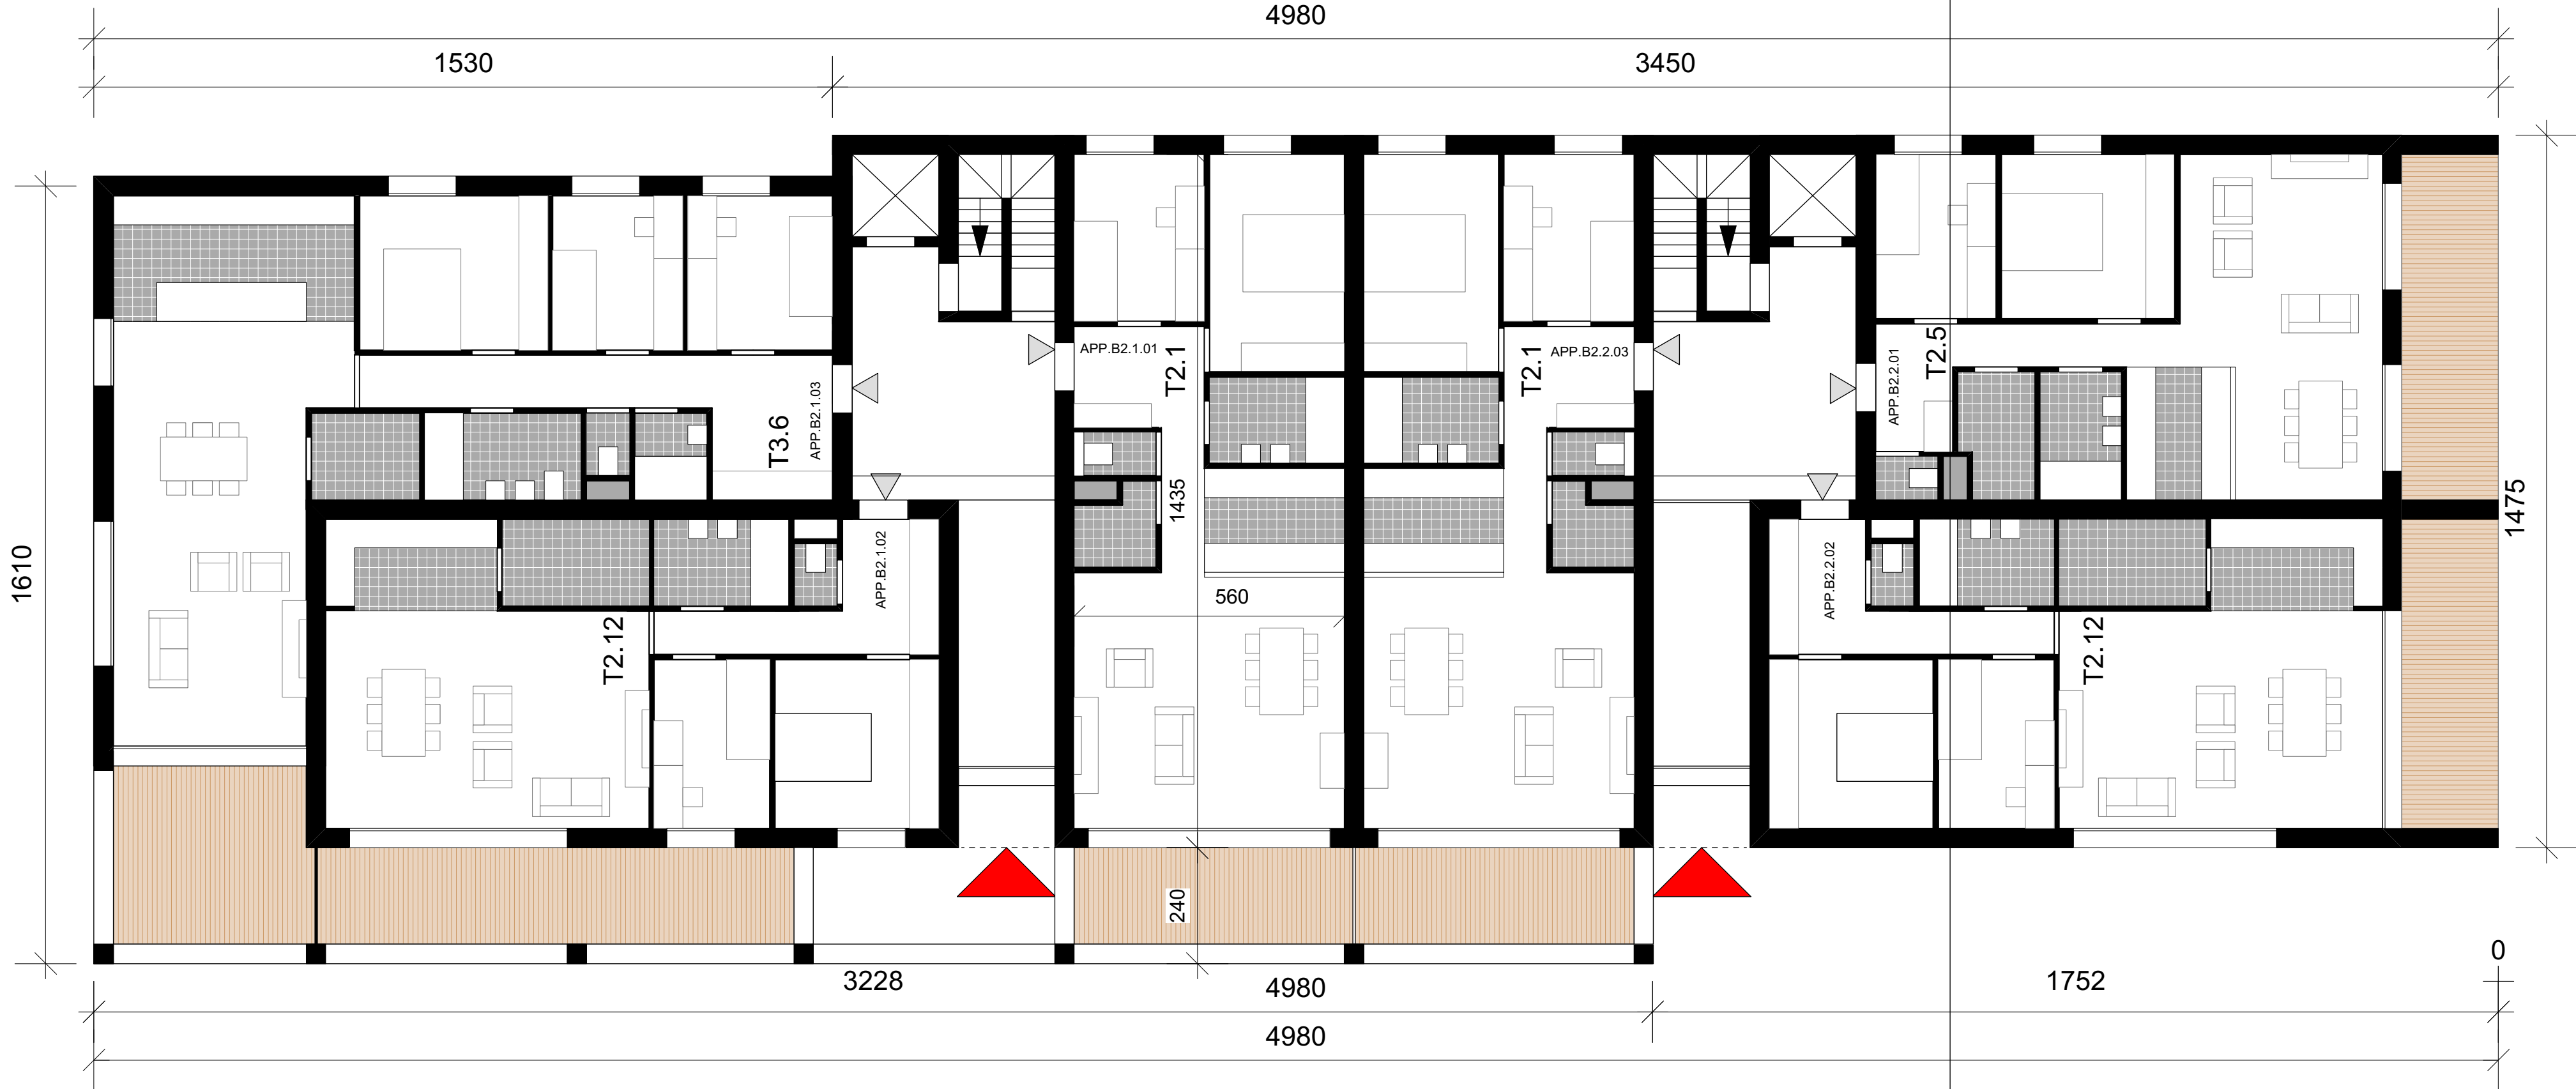 4980
1530
3450
APP.B2.1.01
T2.1
T2.1
APP.B2.2.03
T2.5
APP.B2.2.01
APP.B2.1.03
T3.6
1435
1475
1610
APP.B2.1.02
APP.B2.2.02
560
T2.12
T2.12
240
0
3228
4980
1752
4980